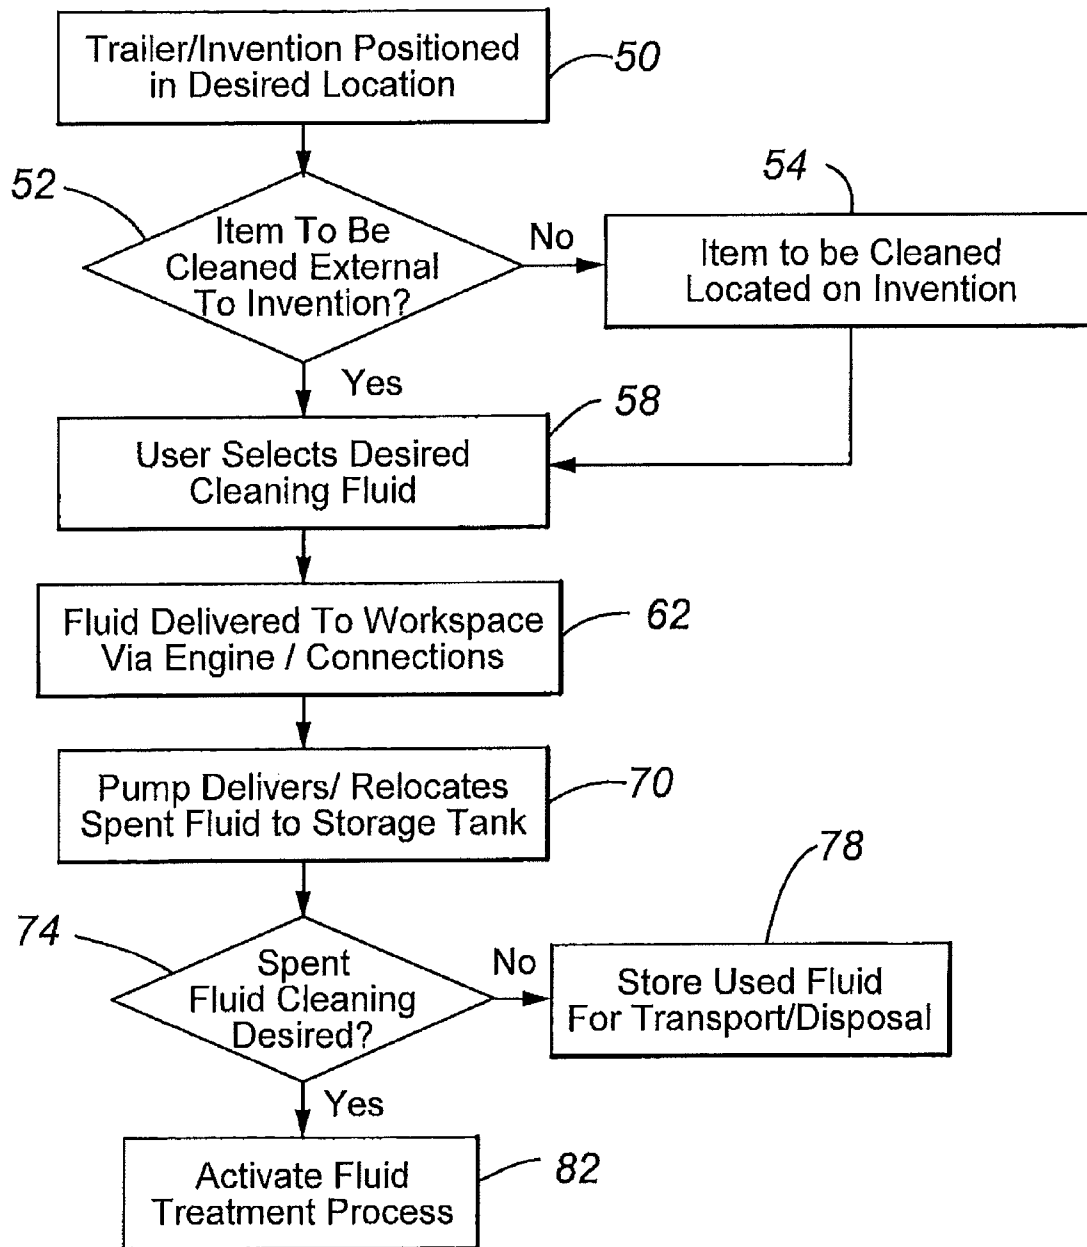 Trailer/Invention Positioned
in Desired Location
50
52
Item To Be
Cleaned External
To Invention?
No
54
Item to be Cleaned
Located on Invention
Yes
58
User Selects Desired
Cleaning Fluid
Fluid Delivered To Workspace
Via Engine / Connections
62
Pump Delivers/ Relocates
Spent Fluid to Storage Tank
70
74
Spent
Fluid Cleaning
Desired?
No
78
Store Used Fluid
For Transport/Disposal
Yes
Activate Fluid
Treatment Process
82